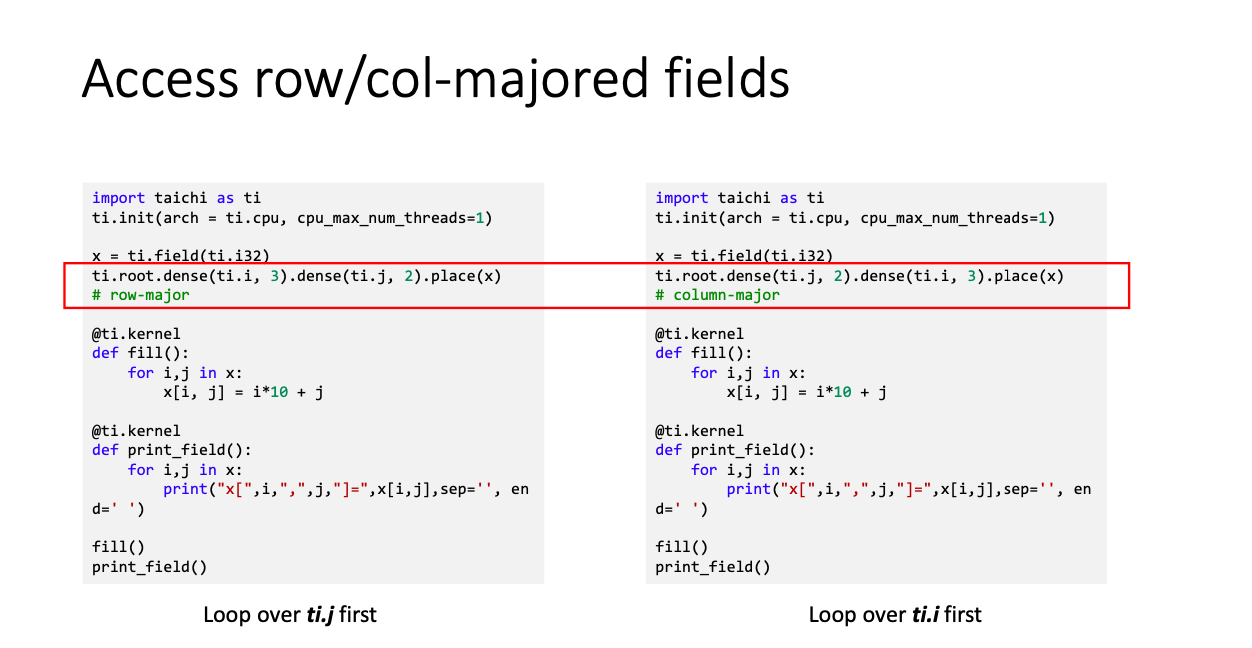 Access row/col-majored fields
import taichi as ti
ti.init(arch = ti.cpu, cpu_max_num_threads=1)
x = ti.field(ti.i32)
ti.root.dense(ti.i, 3).dense(ti.j, 2).place(x)
# row-major
@ti.kernel
def fill():
    for i,j in x:
        x[i, j] = i*10 + j
@ti.kernel
def print_field():
    for i,j in x:
        print("x[",i,",",j,"]=",x[i,j],sep='', en
d=' ')
fill()
print_field()
Loop over ti.j first
import taichi as ti
ti.init(arch = ti.cpu, cpu_max_num_threads=1)
x = ti.field(ti.i32)
ti.root.dense(ti.j, 2).dense(ti.i, 3).place(x)
# column-major
@ti.kernel
def fill():
    for i,j in x:
        x[i, j] = i*10 + j
@ti.kernel
def print_field():
    for i,j in x:
        print("x[",i,",",j,"]=",x[i,j],sep='', en
d=' ')
fill()
print_field()
Loop over ti.i first